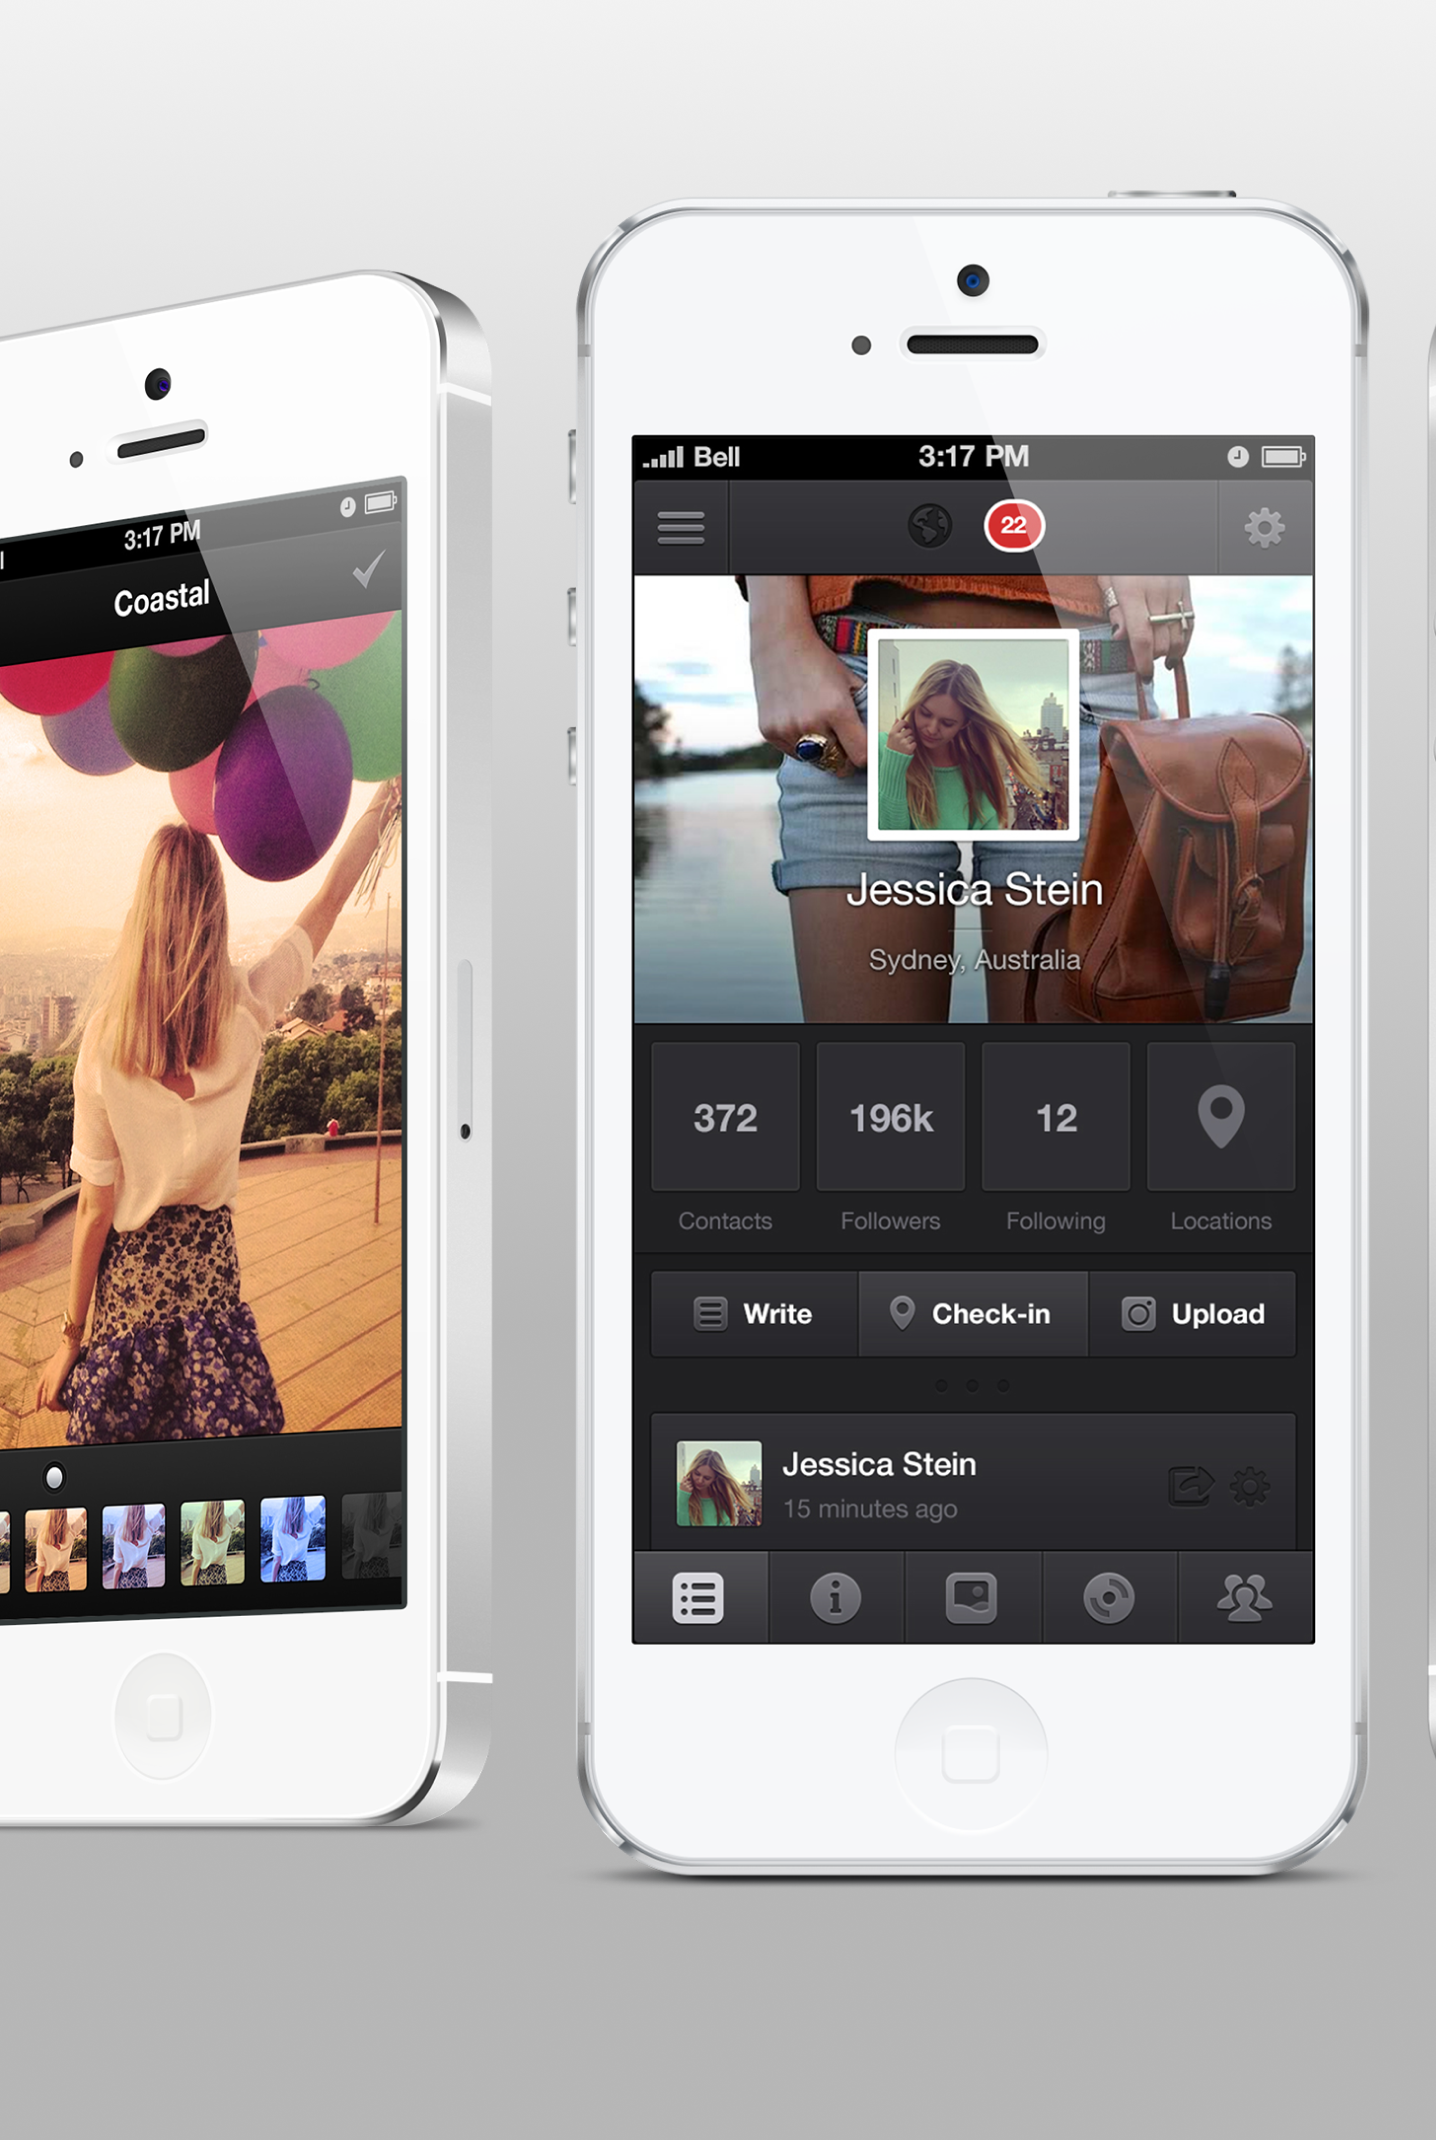 3:17 PM
Coastal
Bell 3:17 PM
22
Jessica Stein
Sydney, Australia
372 196k 12
Contacts Followers Following Locations
Write Check-in Upload
Jessica Stein
15 minutes ago